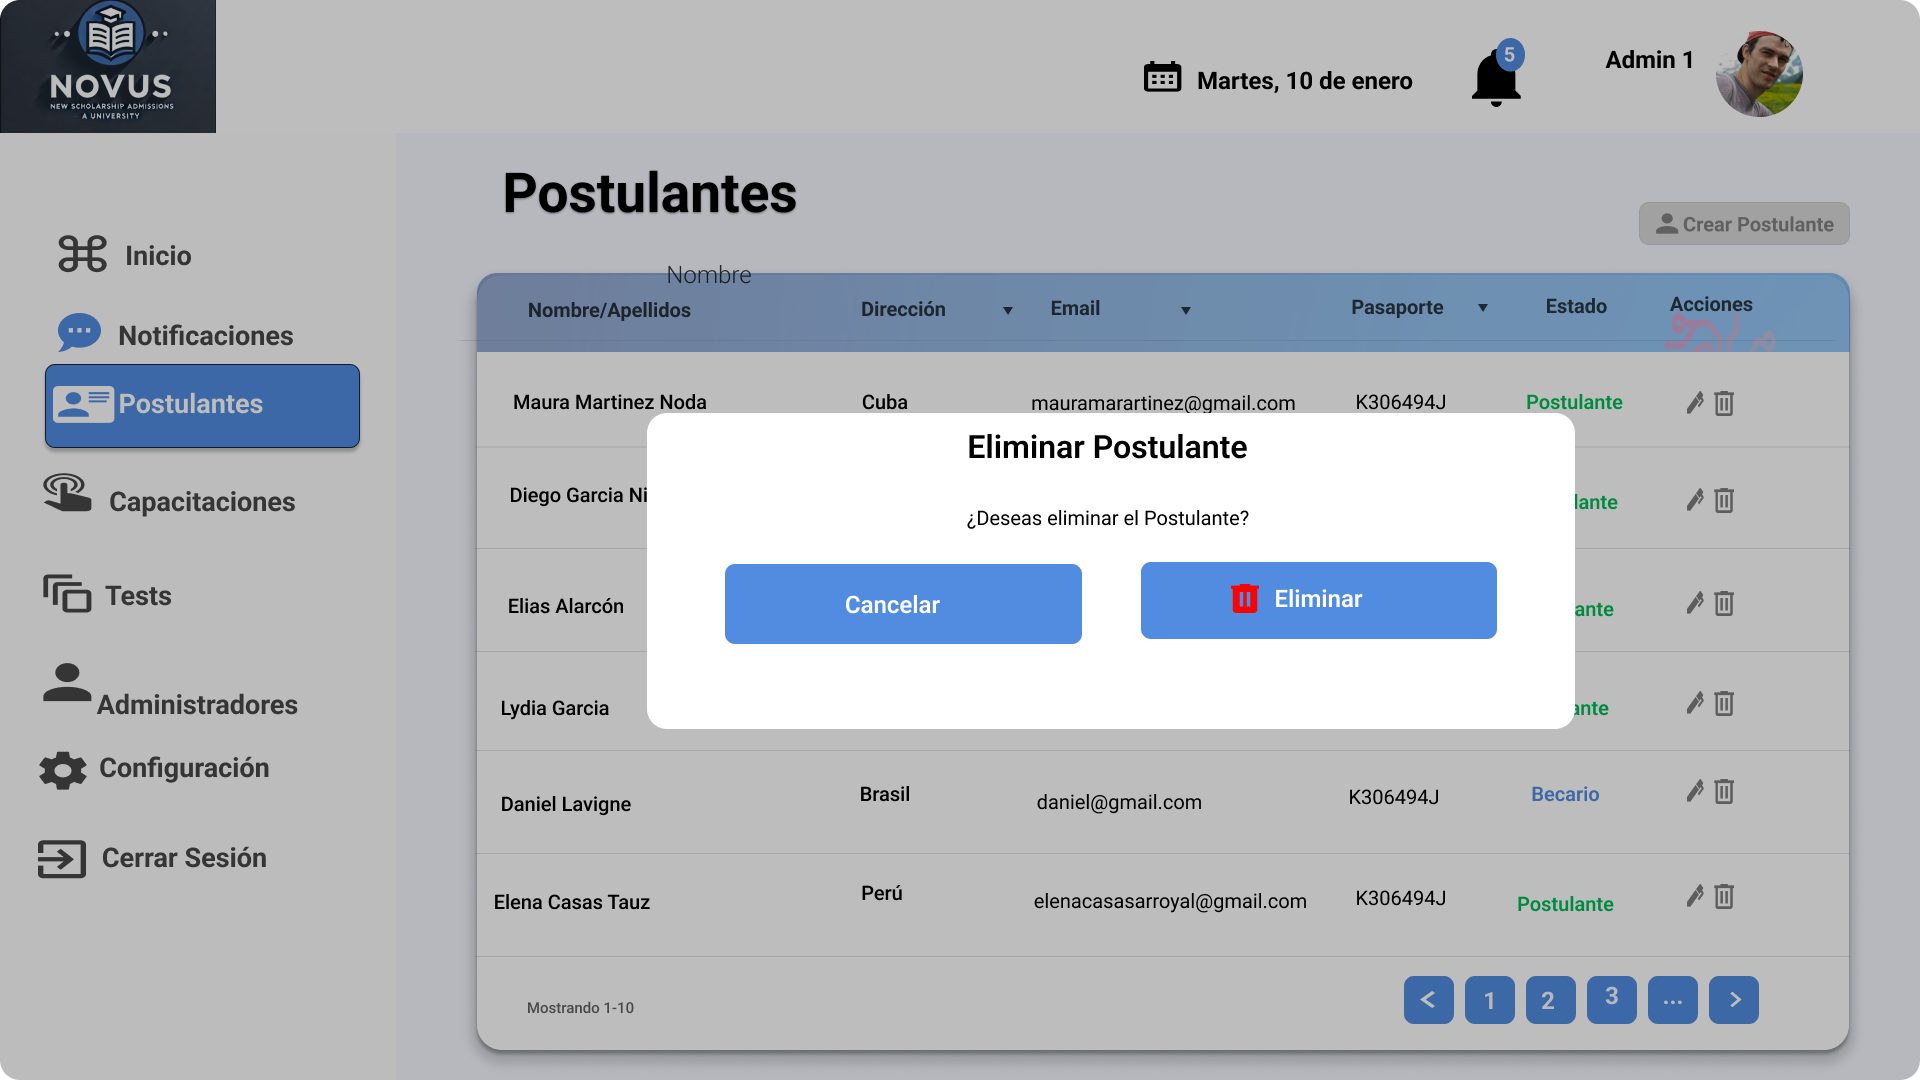 NOVUS
NEW SCHOLARSHIP ADMISSIONS
A UNIVERSITY
Martes, 10 de enero
5
Admin 1
Inicio
Notificaciones
Postulantes
Capacitaciones
Tests
Administradores
Configuración
Cerrar Sesión
Postulantes
Crear Postulante
Nombre
Nombre/Apellidos
Dirección
Email
Pasaporte
Estado
Acciones
Maura Martinez Noda
Cuba
mauramarartinez@gmail.com
K306494J
Postulante
Diego Garcia Ni
lante
Elias Alarcón
ante
Lydia Garcia
ante
Eliminar Postulante
¿Deseas eliminar el Postulante?
Cancelar
Eliminar
Daniel Lavigne
Brasil
daniel@gmail.com
K306494J
Becario
Elena Casas Tauz
Perú
elenacasasarroyal@gmail.com
K306494J
Postulante
Mostrando 1-10
< 1 2 3 ... >